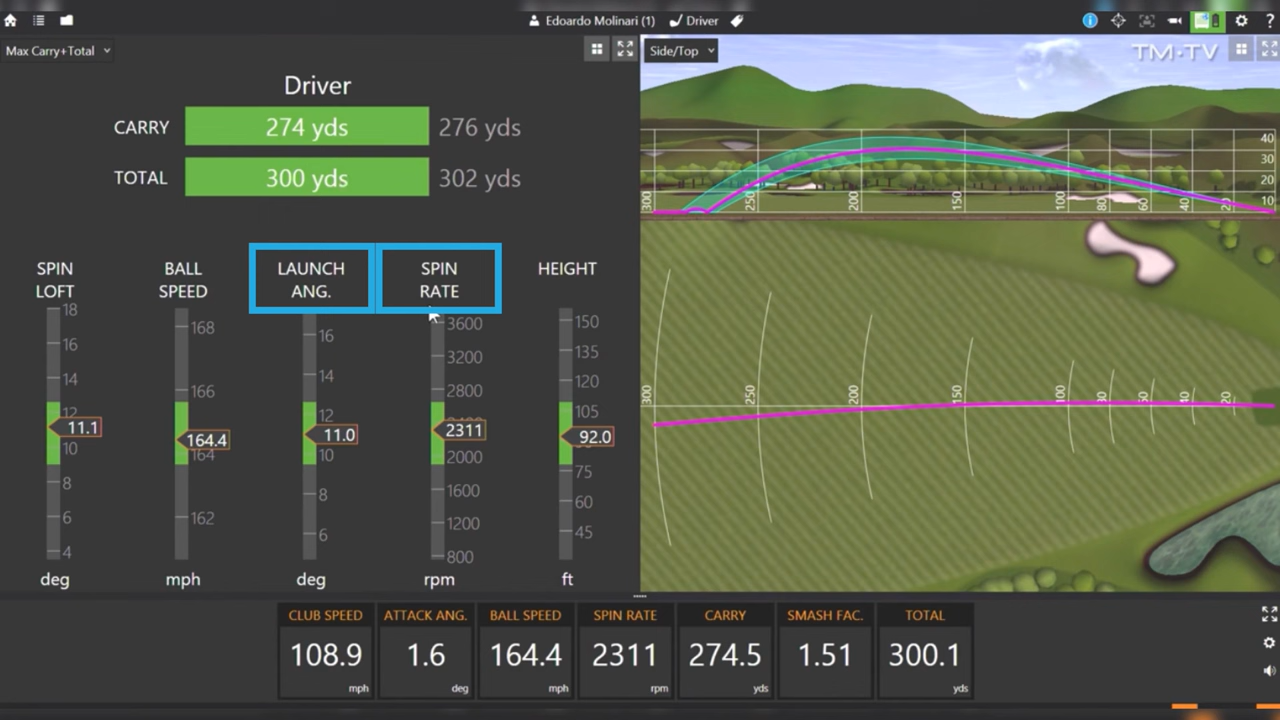 Edoardo Molinari (1)
Driver
?
Max Carry+Total
Side/Top
TM·TV
Driver
CARRY
274 yds
276 yds
TOTAL
300 yds
302 yds
40
30
20
10
300
250
200
150
100
80
60
40
20
SPIN
LOFT
BALL
SPEED
LAUNCH
ANG.
SPIN
RATE
HEIGHT
18
16
14
12
11.1
10
8
6
4
deg
168
166
164.4
164
162
mph
16
14
12
11.0
10
8
6
deg
3600
3200
2800
2311
2000
1600
1200
800
rpm
150
135
120
105
92.0
75
60
45
ft
300
250
200
150
100
80
60
40
20
CLUB SPEED
108.9
mph
ATTACK ANG.
1.6
deg
BALL SPEED
164.4
mph
SPIN RATE
2311
rpm
CARRY
274.5
yds
SMASH FAC.
1.51
TOTAL
300.1
yds